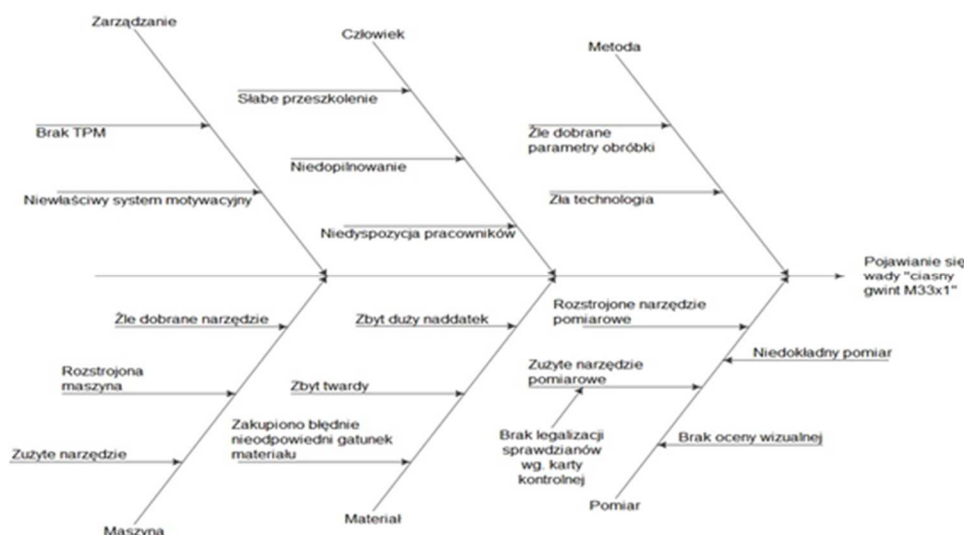 Zarządzanie
Człowiek
Metoda
Słabe przeszkolenie
Brak TPM
Źle dobrane
parametry obróbki
Niedopilnowanie
Niewłaściwy system motywacyjny
Zła technologia
Niedyspozycja pracowników
Pojawianie się
wady "ciasny
gwint M33x1"
Źle dobrane narzędzie
Zbyt duży naddatek
Rozstrojone narzędzie
pomiarowe
Niedokładny pomiar
Rozstrojona
maszyna
Zbyt twardy
Zużyte narzędzie
pomiarowe
Zakupiono błędnie
nieodpowiedni gatunek
materiału
Brak legalizacji
sprawdzianów
wg. karty
kontrolnej
Brak oceny wizualnej
Zużyte narzędzie
Maszyna
Materiał
Pomiar